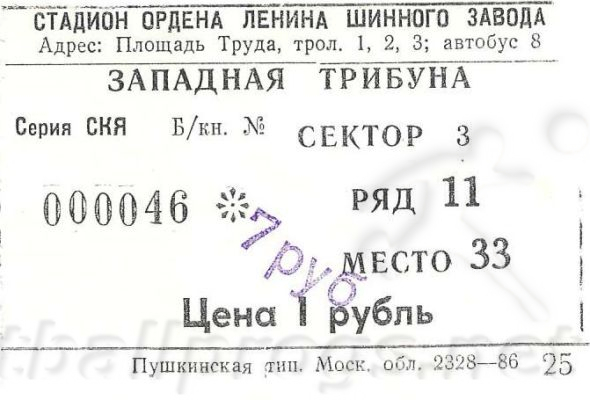 СТАДИОН ОРДЕНА ЛЕНИНА ШИННОГО ЗАВОДА
Адрес: Площадь Труда, трол. 1, 2, 3; автобус 8
ЗАПАДНАЯ ТРИБУНА
Серия СКЯ Б/кн. № СЕКТОР 3
000046 РЯД 11
7 руб
МЕСТО 33
Цена 1 рубль
Пушкинская тип. Моск. обл. 2328—86 25